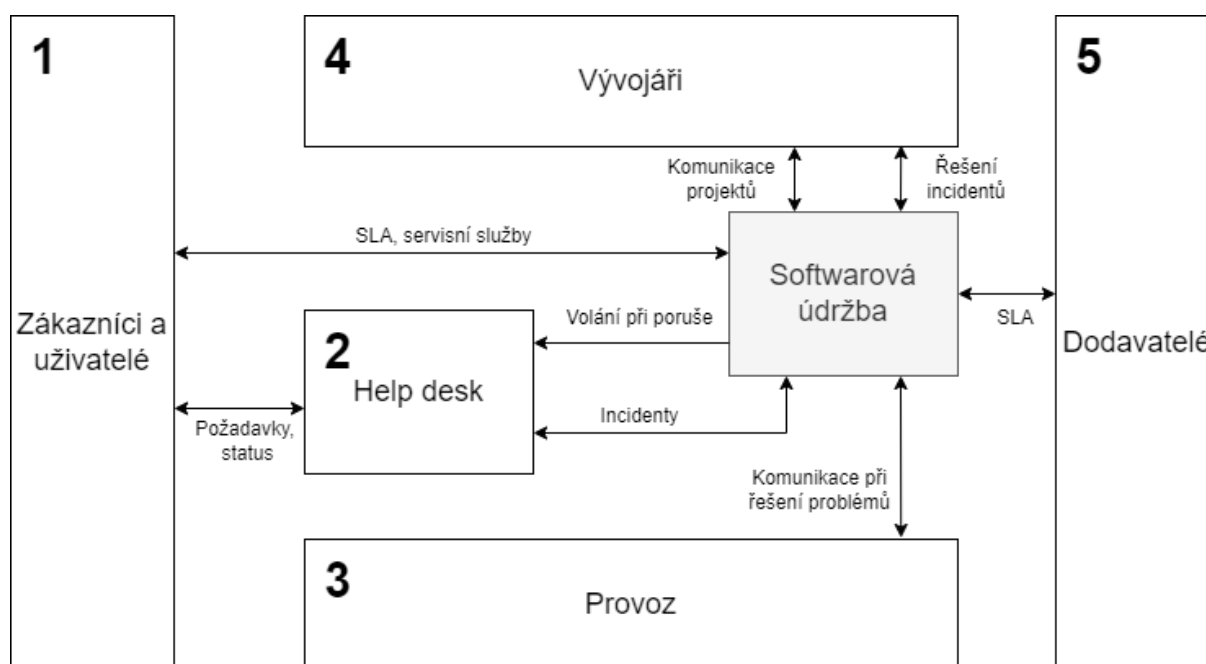 1
Zákazníci a
uživatelé
4
Vývojáři
5
Dodavatelé
Komunikace
projektů
Řešení
incidentů
SLA, servisní služby
Softwarová
údržba
SLA
Volání při poruše
2
Help desk
Incidenty
Požadavky,
status
Komunikace při
řešení problémů
3
Provoz